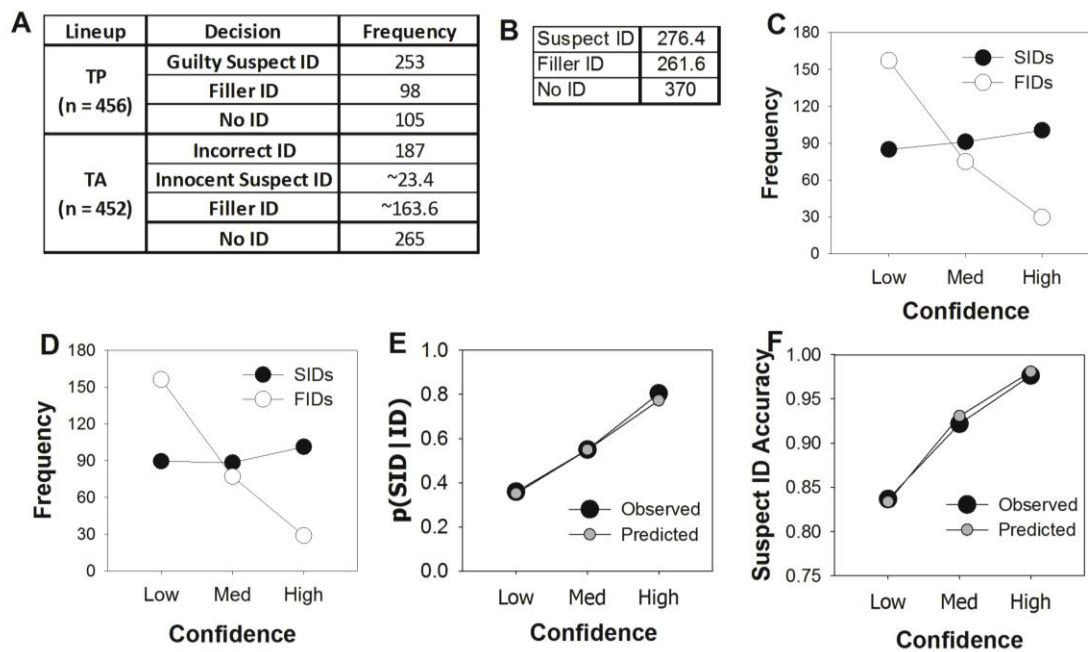 A
Lineup Decision Frequency
TP
(n = 456)
Guilty Suspect ID 253
Filler ID 98
No ID 105
TA
(n = 452)
Incorrect ID 187
Innocent Suspect ID ~23.4
Filler ID ~163.6
No ID 265
B
Suspect ID 276.4
Filler ID 261.6
No ID 370
C
180
150
120
90
60
30
0
Frequency
SIDs
FIDs
Low Med High
Confidence
D
180
150
120
90
60
30
0
Frequency
SIDs
FIDs
Low Med High
Confidence
E
1.0
0.8
0.6
0.4
0.2
0.0
p(SID | ID)
Observed
Predicted
Low Med High
Confidence
F
1.00
0.95
0.90
0.85
0.80
0.75
Suspect ID Accuracy
Observed
Predicted
Low Med High
Confidence